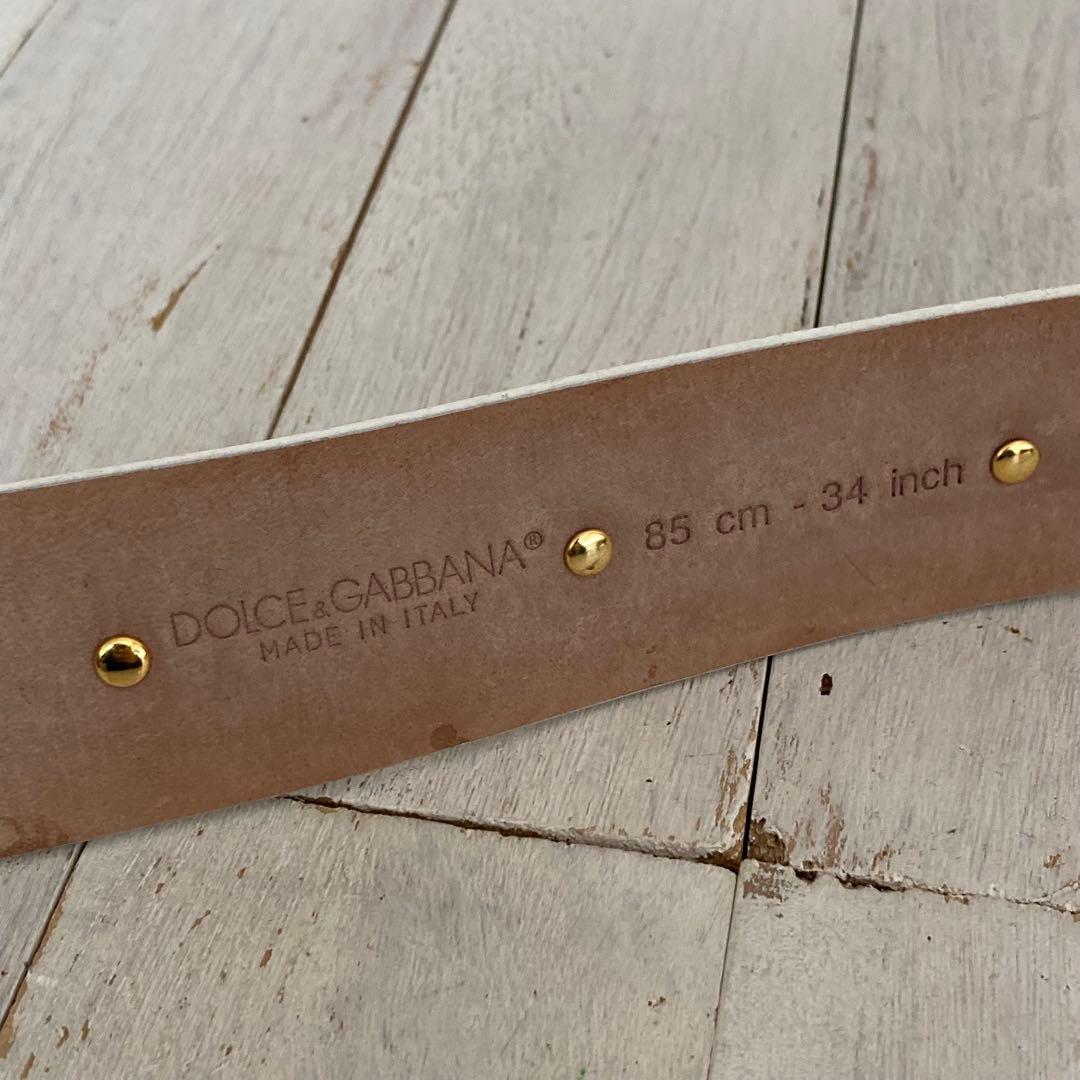 DOLCE&GABBANA®
MADE IN ITALY
85 cm - 34 inch